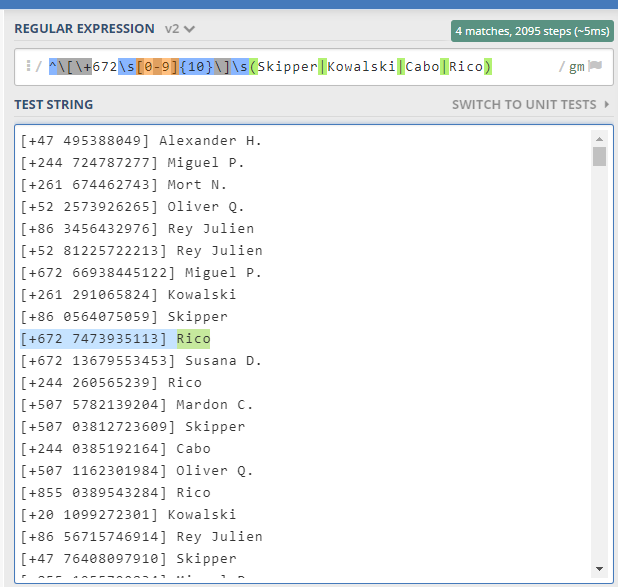 REGULAR EXPRESSION v2 4 matches, 2095 steps (~5ms)
/ ^\[\+672\s[0-9]{10}\]\s(Skipper|Kowalski|Cabo|Rico) / gm
TEST STRING SWITCH TO UNIT TESTS
[+47 495388049] Alexander H.
[+244 724787277] Miguel P.
[+261 674462743] Mort N.
[+52 2573926265] Oliver Q.
[+86 3456432976] Rey Julien
[+52 81225722213] Rey Julien
[+672 66938445122] Miguel P.
[+261 291065824] Kowalski
[+86 0564075059] Skipper
[+672 7473935113] Rico
[+672 13679553453] Susana D.
[+244 260565239] Rico
[+507 5782139204] Mardon C.
[+507 03812723609] Skipper
[+244 0385192164] Cabo
[+507 1162301984] Oliver Q.
[+855 0389543284] Rico
[+20 1099272301] Kowalski
[+86 56715746914] Rey Julien
[+47 76408097910] Skipper